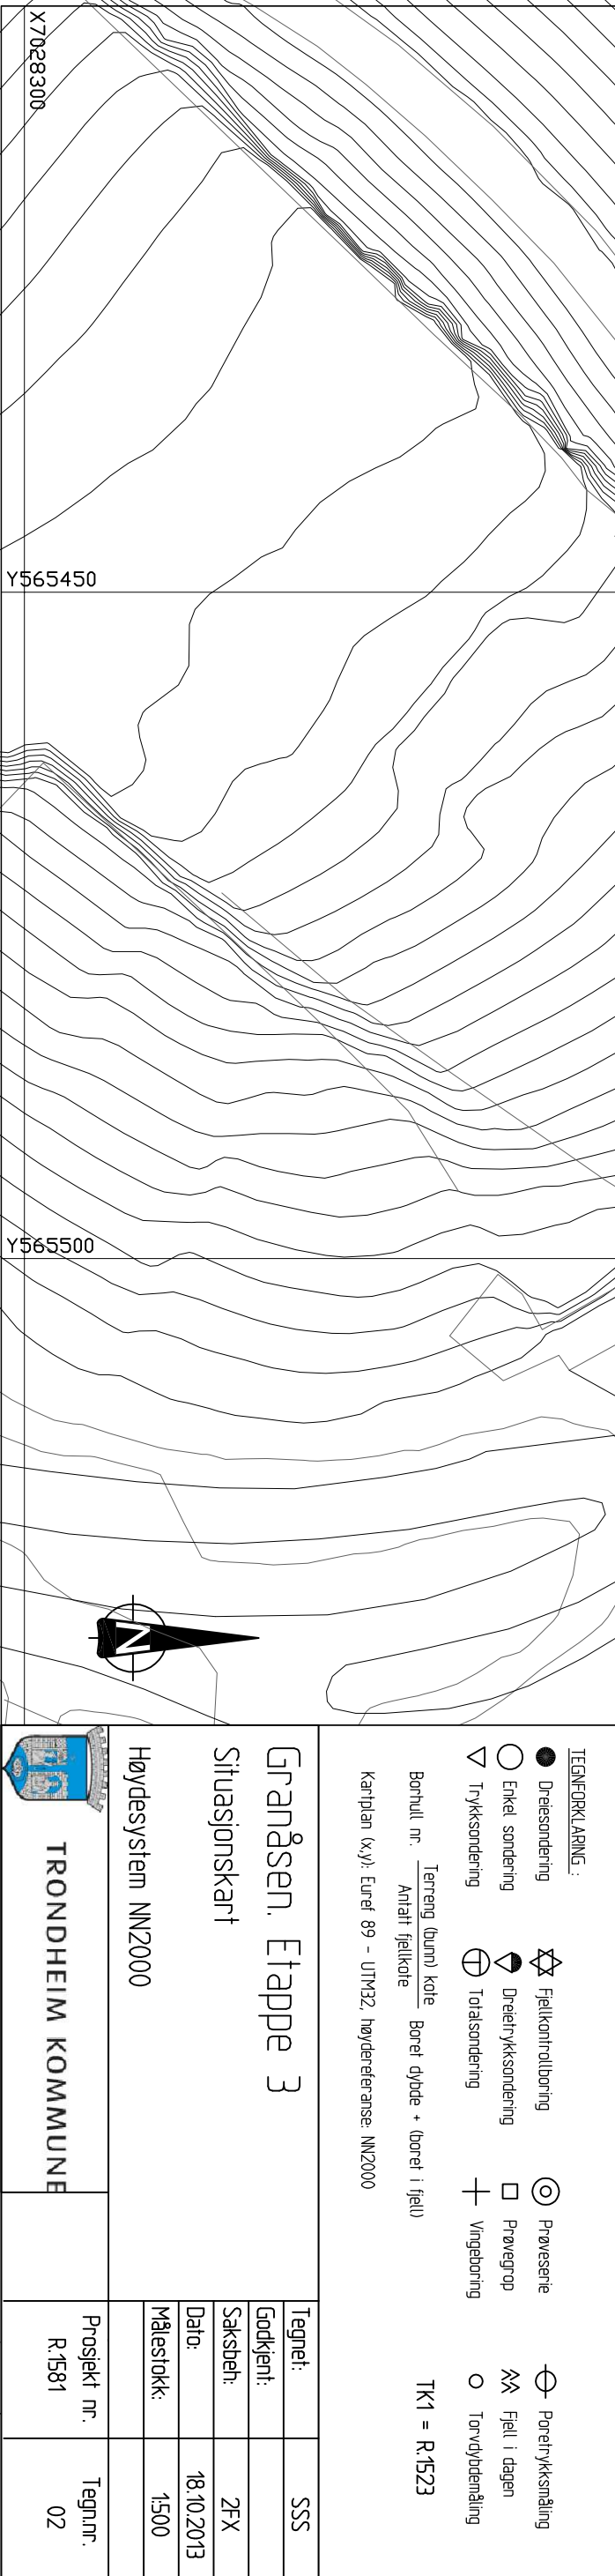 X7028300
Y565450
Y565500
N
TEGNFORKLARING :
Dreiesondering
Enkel sondering
Trykksondering
Fjellkontrollboring
Dreietrykksondering
Totalsondering
Prøveserie
Prøvegrop
Vingeboring
Poretrykksmåling
Fjell i dagen
Torvdybdemåling
Borhull nr. Terreng (bunn) kote Boret dybde + (boret i fjell)
Antatt fjellkote
TK1 = R.1523
Kartplan (x,y): Euref 89 - UTM32, høydereferanse: NN2000
Granåsen. Etappe 3
Situasjonskart
Høydesystem NN2000
Tegnet: SSS
Godkjent:
Saksbeh: 2FX
Dato: 18.10.2013
Målestokk: 1:500
TRONDHEIM KOMMUNE
Prosjekt nr. Tegn.nr.
R.1581 02